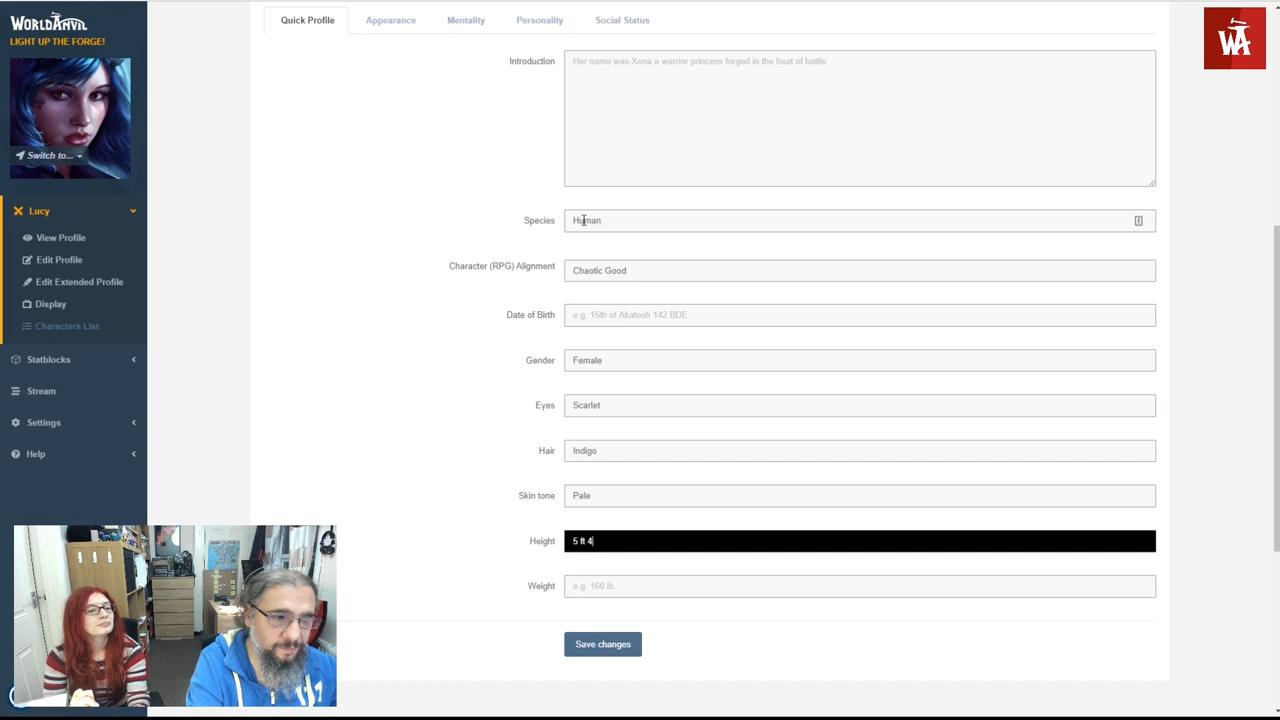 WORLDANVIL
LIGHT UP THE FORGE!
Switch to...
Lucy
View Profile
Edit Profile
Edit Extended Profile
Display
Characters List
Statblocks
Stream
Settings
Help
Quick Profile
Appearance
Mentality
Personality
Social Status
Introduction
Her name was Xena a warrior princess forged in the heat of battle
Species
Human
Character (RPG) Alignment
Chaotic Good
Date of Birth
e.g. 15th of Akatosh 142 BDE
Gender
Female
Eyes
Scarlet
Hair
Indigo
Skin tone
Pale
Height
5 ft 4
Weight
e.g. 160 lb.
Save changes
WA